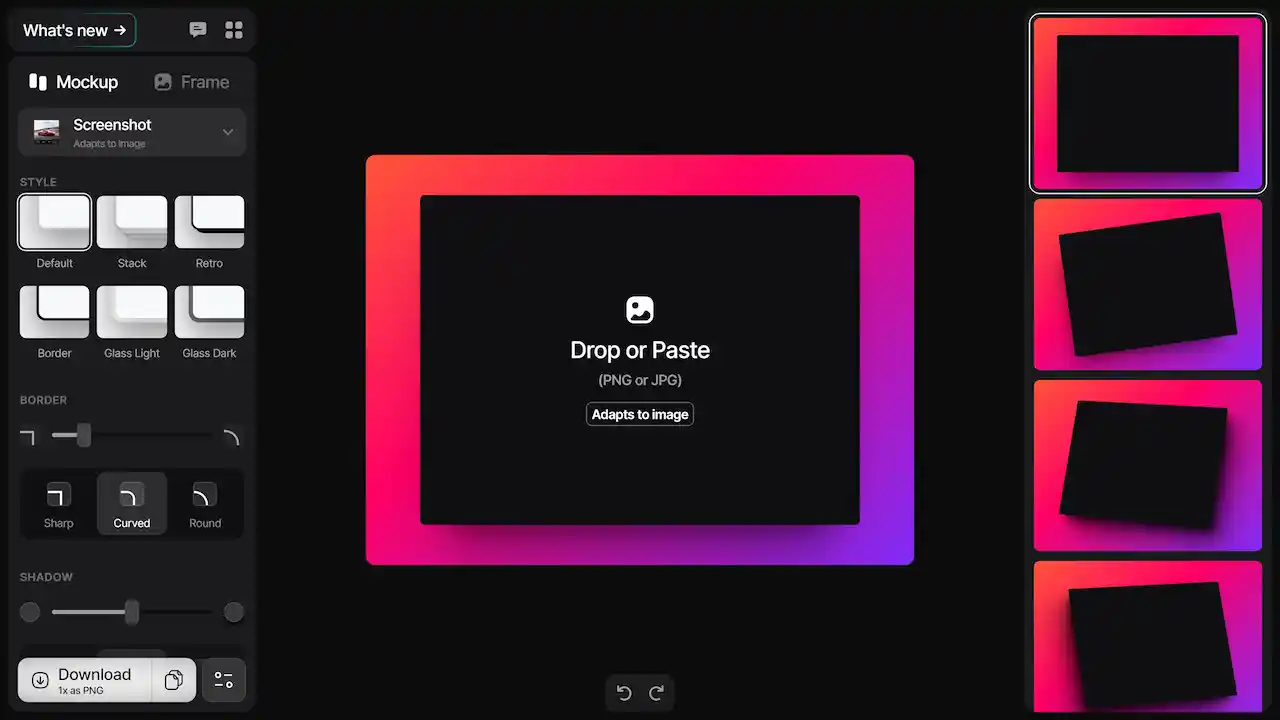 What's new →
Mockup
Frame
Screenshot
Adapts to image
STYLE
Default
Stack
Retro
Border
Glass Light
Glass Dark
BORDER
Sharp
Curved
Round
SHADOW
Download
1x as PNG
Drop or Paste
(PNG or JPG)
Adapts to image